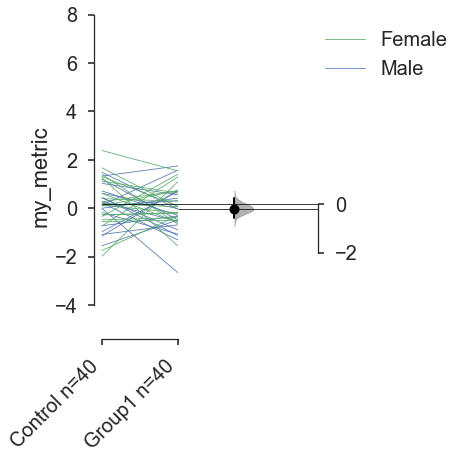 8
6
4
2
0
−2
−4
my_metric
Female
Male
0
−2
Control n=40
Group1 n=40